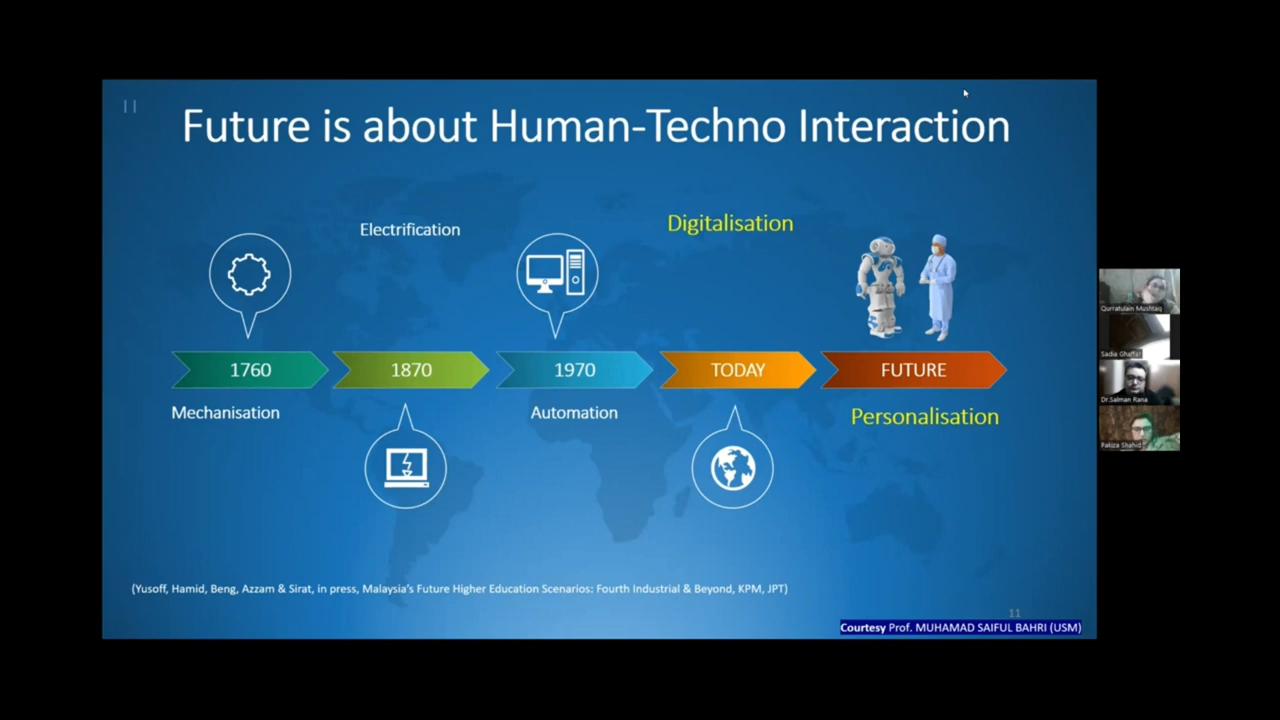 Future is about Human-Techno Interaction
Electrification
Digitalisation
1760
1870
1970
TODAY
FUTURE
Mechanisation
Automation
Personalisation
(Yusoff, Hamid, Beng, Azzam & Sirat, in press, Malaysia's Future Higher Education Scenarios: Fourth Industrial & Beyond, KPM, JPT)
11
Courtesy Prof. MUHAMAD SAIFUL BAHRI (USM)
Qurratulain Mushtaq
Sadia Ghaffar
Dr.Salman Rana
Pakiza Shahid